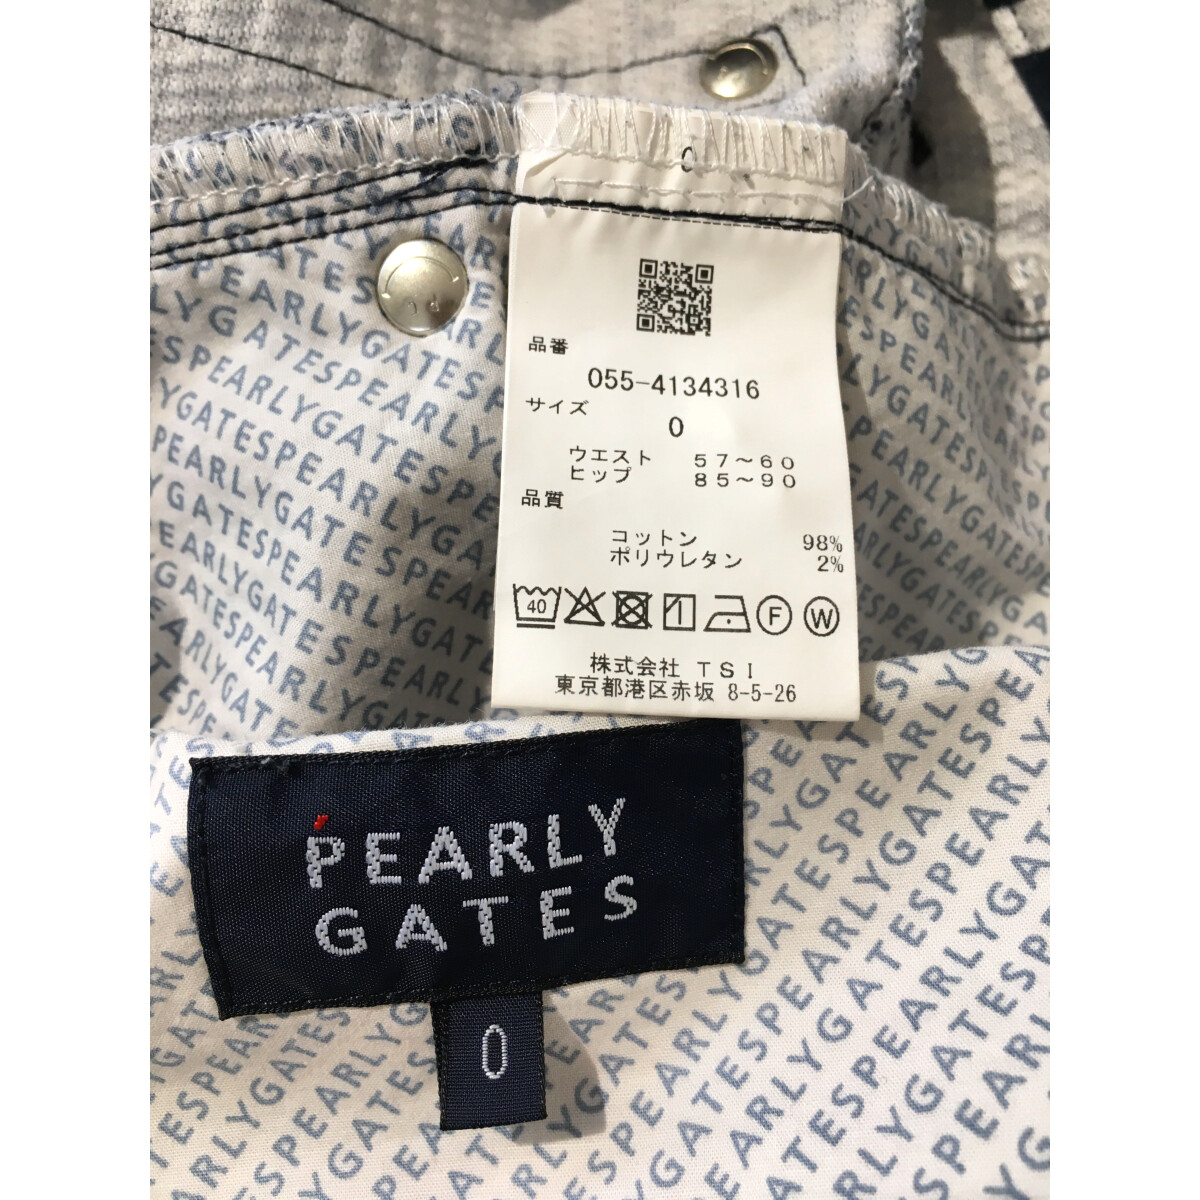 品番
055-4134316
サイズ
0
ウエスト 57~60
ヒップ 85~90
品質
コットン 98%
ポリウレタン 2%
40
F
W
株式会社 TSI
東京都港区赤坂 8-5-26
PEARLY
GATES
0